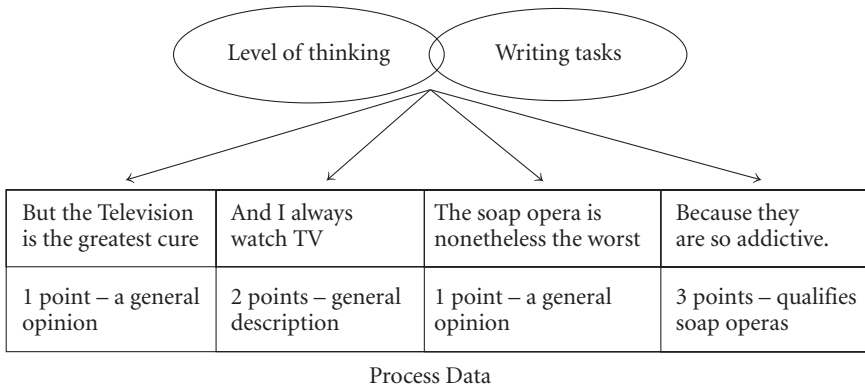 Level of thinking
Writing tasks
But the Television
is the greatest cure
And I always
watch TV
The soap opera is
nonetheless the worst
Because they
are so addictive.
1 point – a general
opinion
2 points – general
description
1 point – a general
opinion
3 points – qualifies
soap operas
Process Data